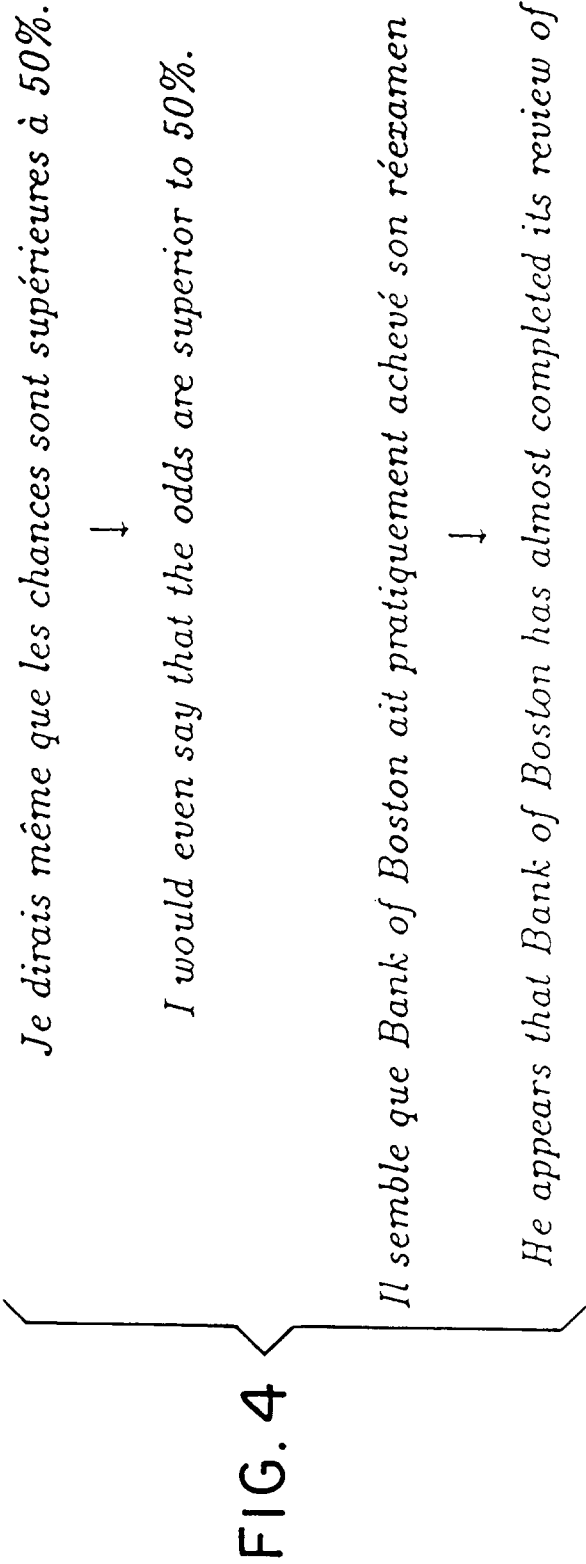 FIG. 4
Je dirais même que les chances sont supérieures à 50%.
↓
I would even say that the odds are superior to 50%.
Il semble que Bank of Boston ait pratiquement achevé son réexamen
↓
He appears that Bank of Boston has almost completed its review of